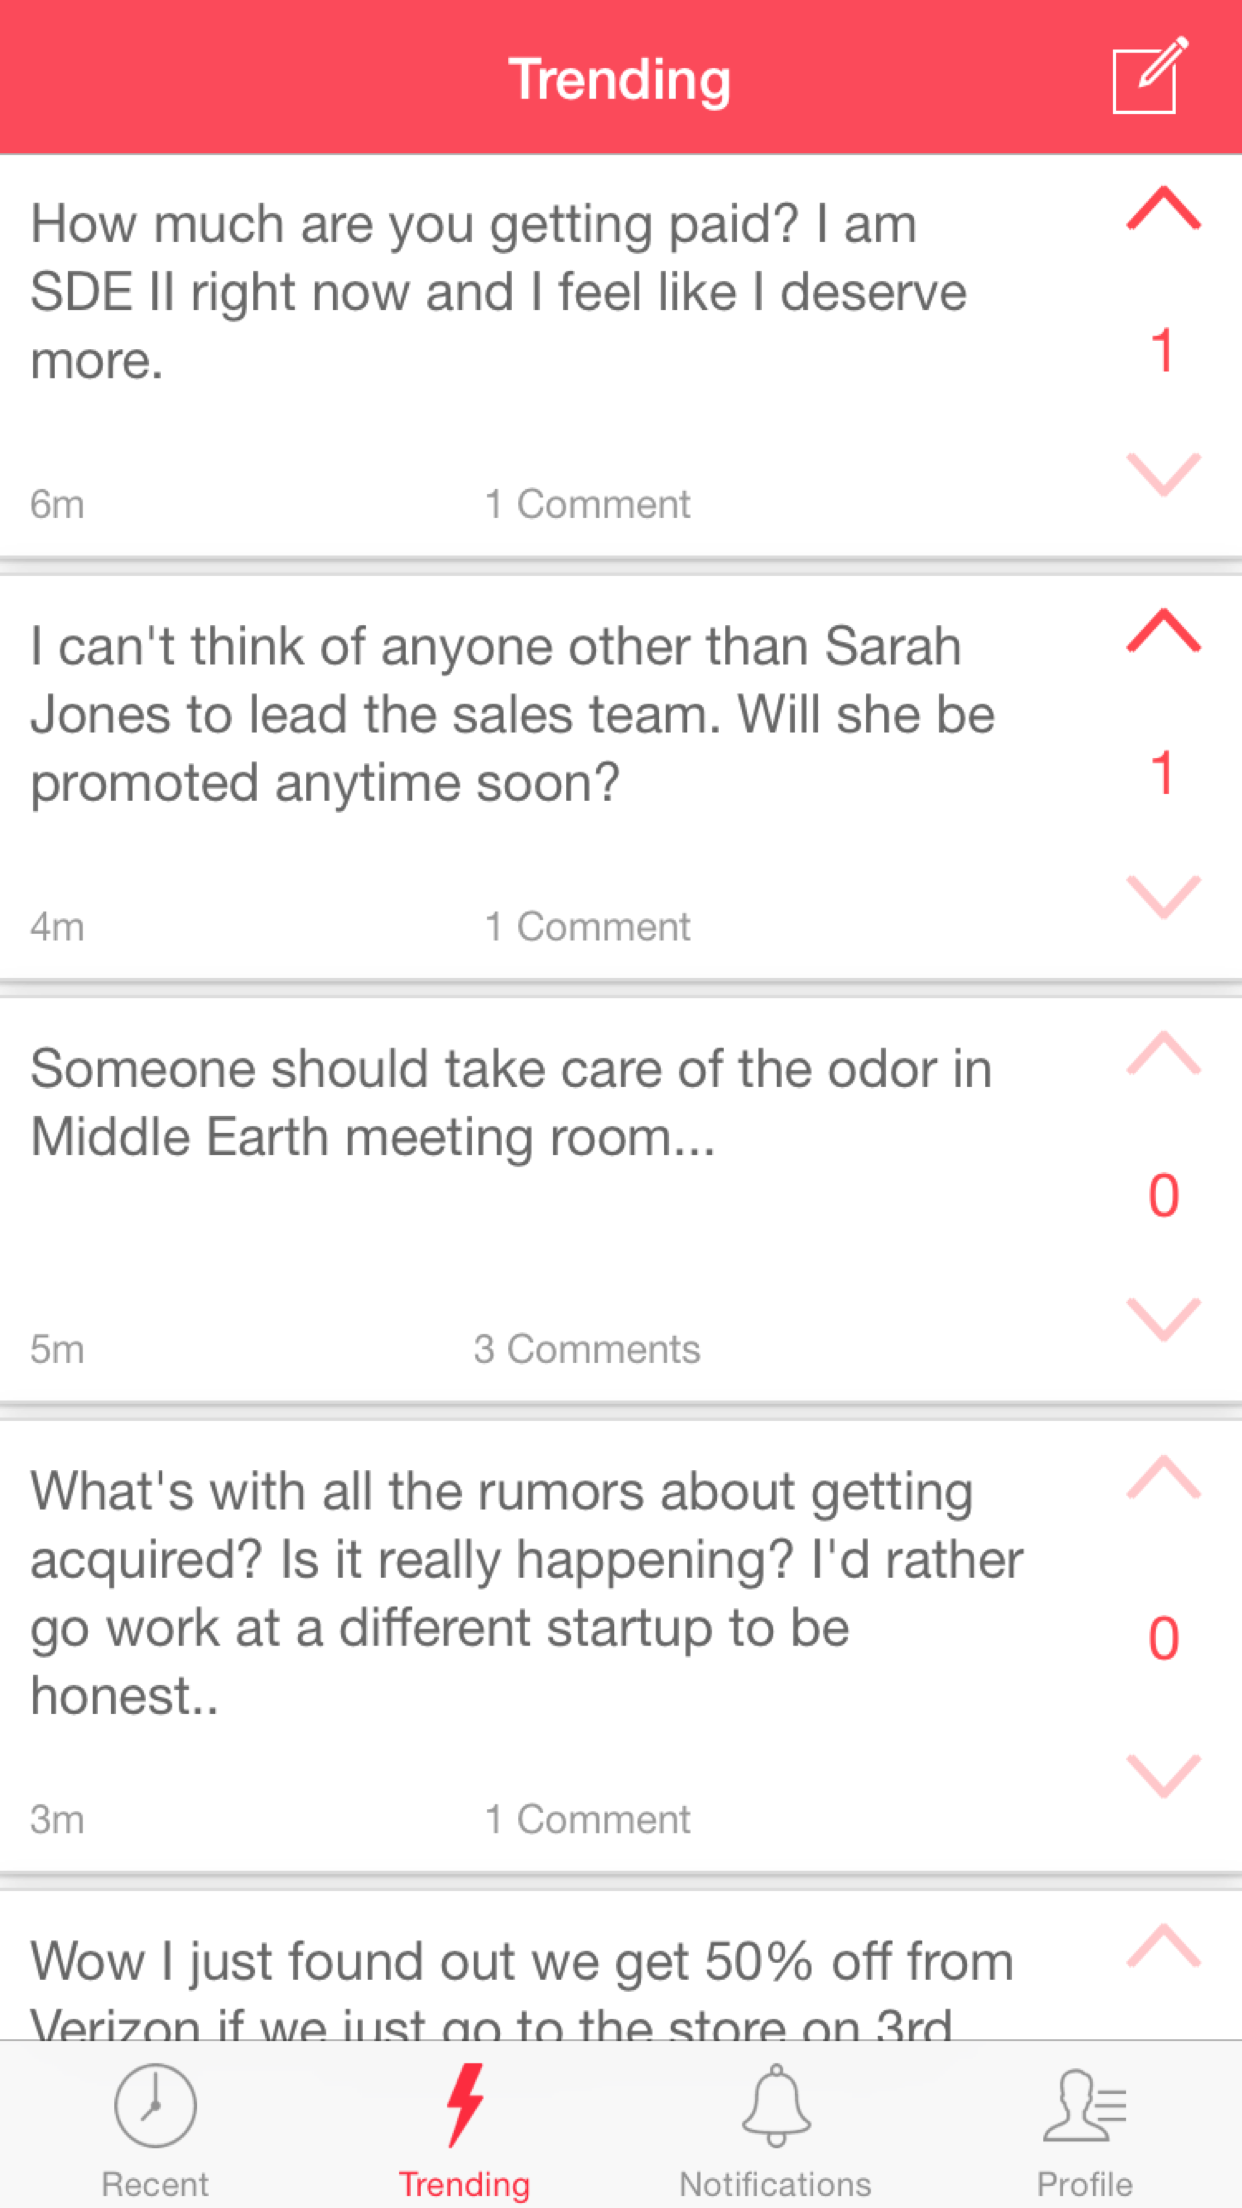 Trending
How much are you getting paid? I am
SDE II right now and I feel like I deserve
more.
1
6m
1 Comment
I can't think of anyone other than Sarah
Jones to lead the sales team. Will she be
promoted anytime soon?
1
4m
1 Comment
Someone should take care of the odor in
Middle Earth meeting room...
0
5m
3 Comments
What's with all the rumors about getting
acquired? Is it really happening? I'd rather
go work at a different startup to be
honest..
0
3m
1 Comment
Wow I just found out we get 50% off from
Verizon if we just go to the store on 3rd
Recent
Trending
Notifications
Profile